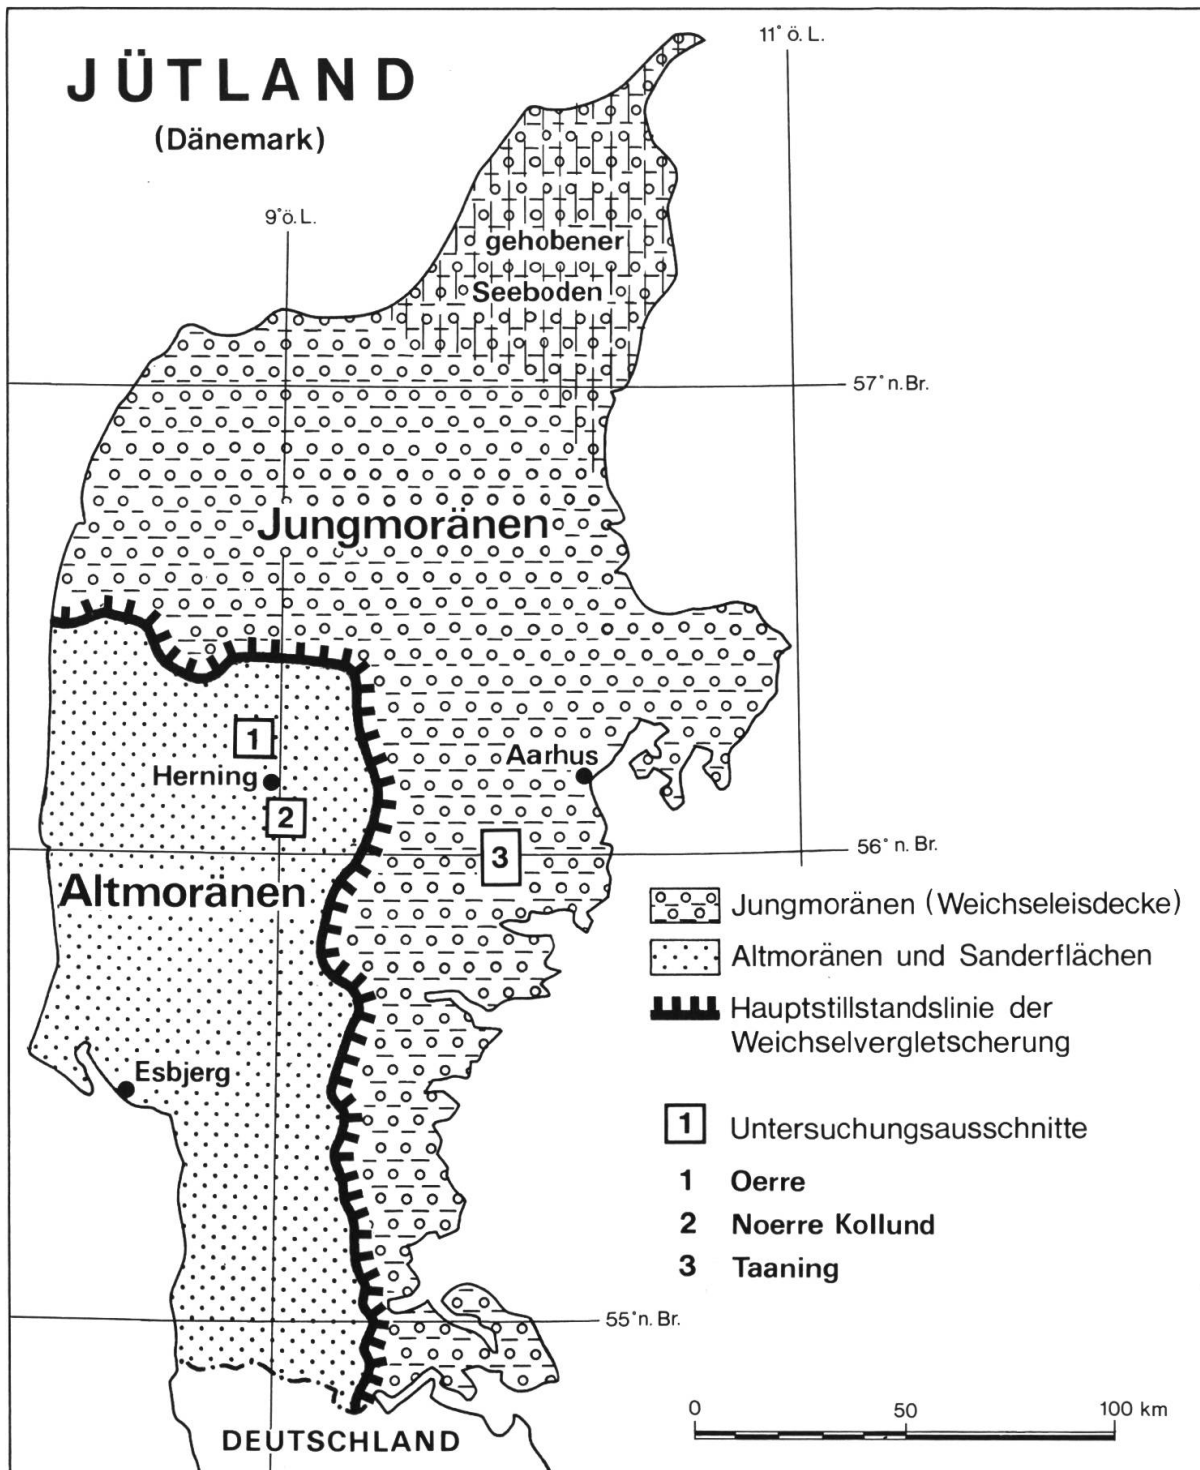 JÜTLAND
(Dänemark)
11° ö. L.
9° ö. L.
gehobener
Seeboden
57° n. Br.
Jungmoränen
1
Herning
2
Aarhus
3
56° n. Br.
Altmoränen
Esbjerg
Jungmoränen (Weichseleisdecke)
Altmoränen und Sanderflächen
Hauptstillstandslinie der
Weichselvergletscherung
1 Untersuchungsausschnitte
1 Oerre
2 Noerre Kollund
3 Taaning
55° n. Br.
DEUTSCHLAND
0 50 100 km